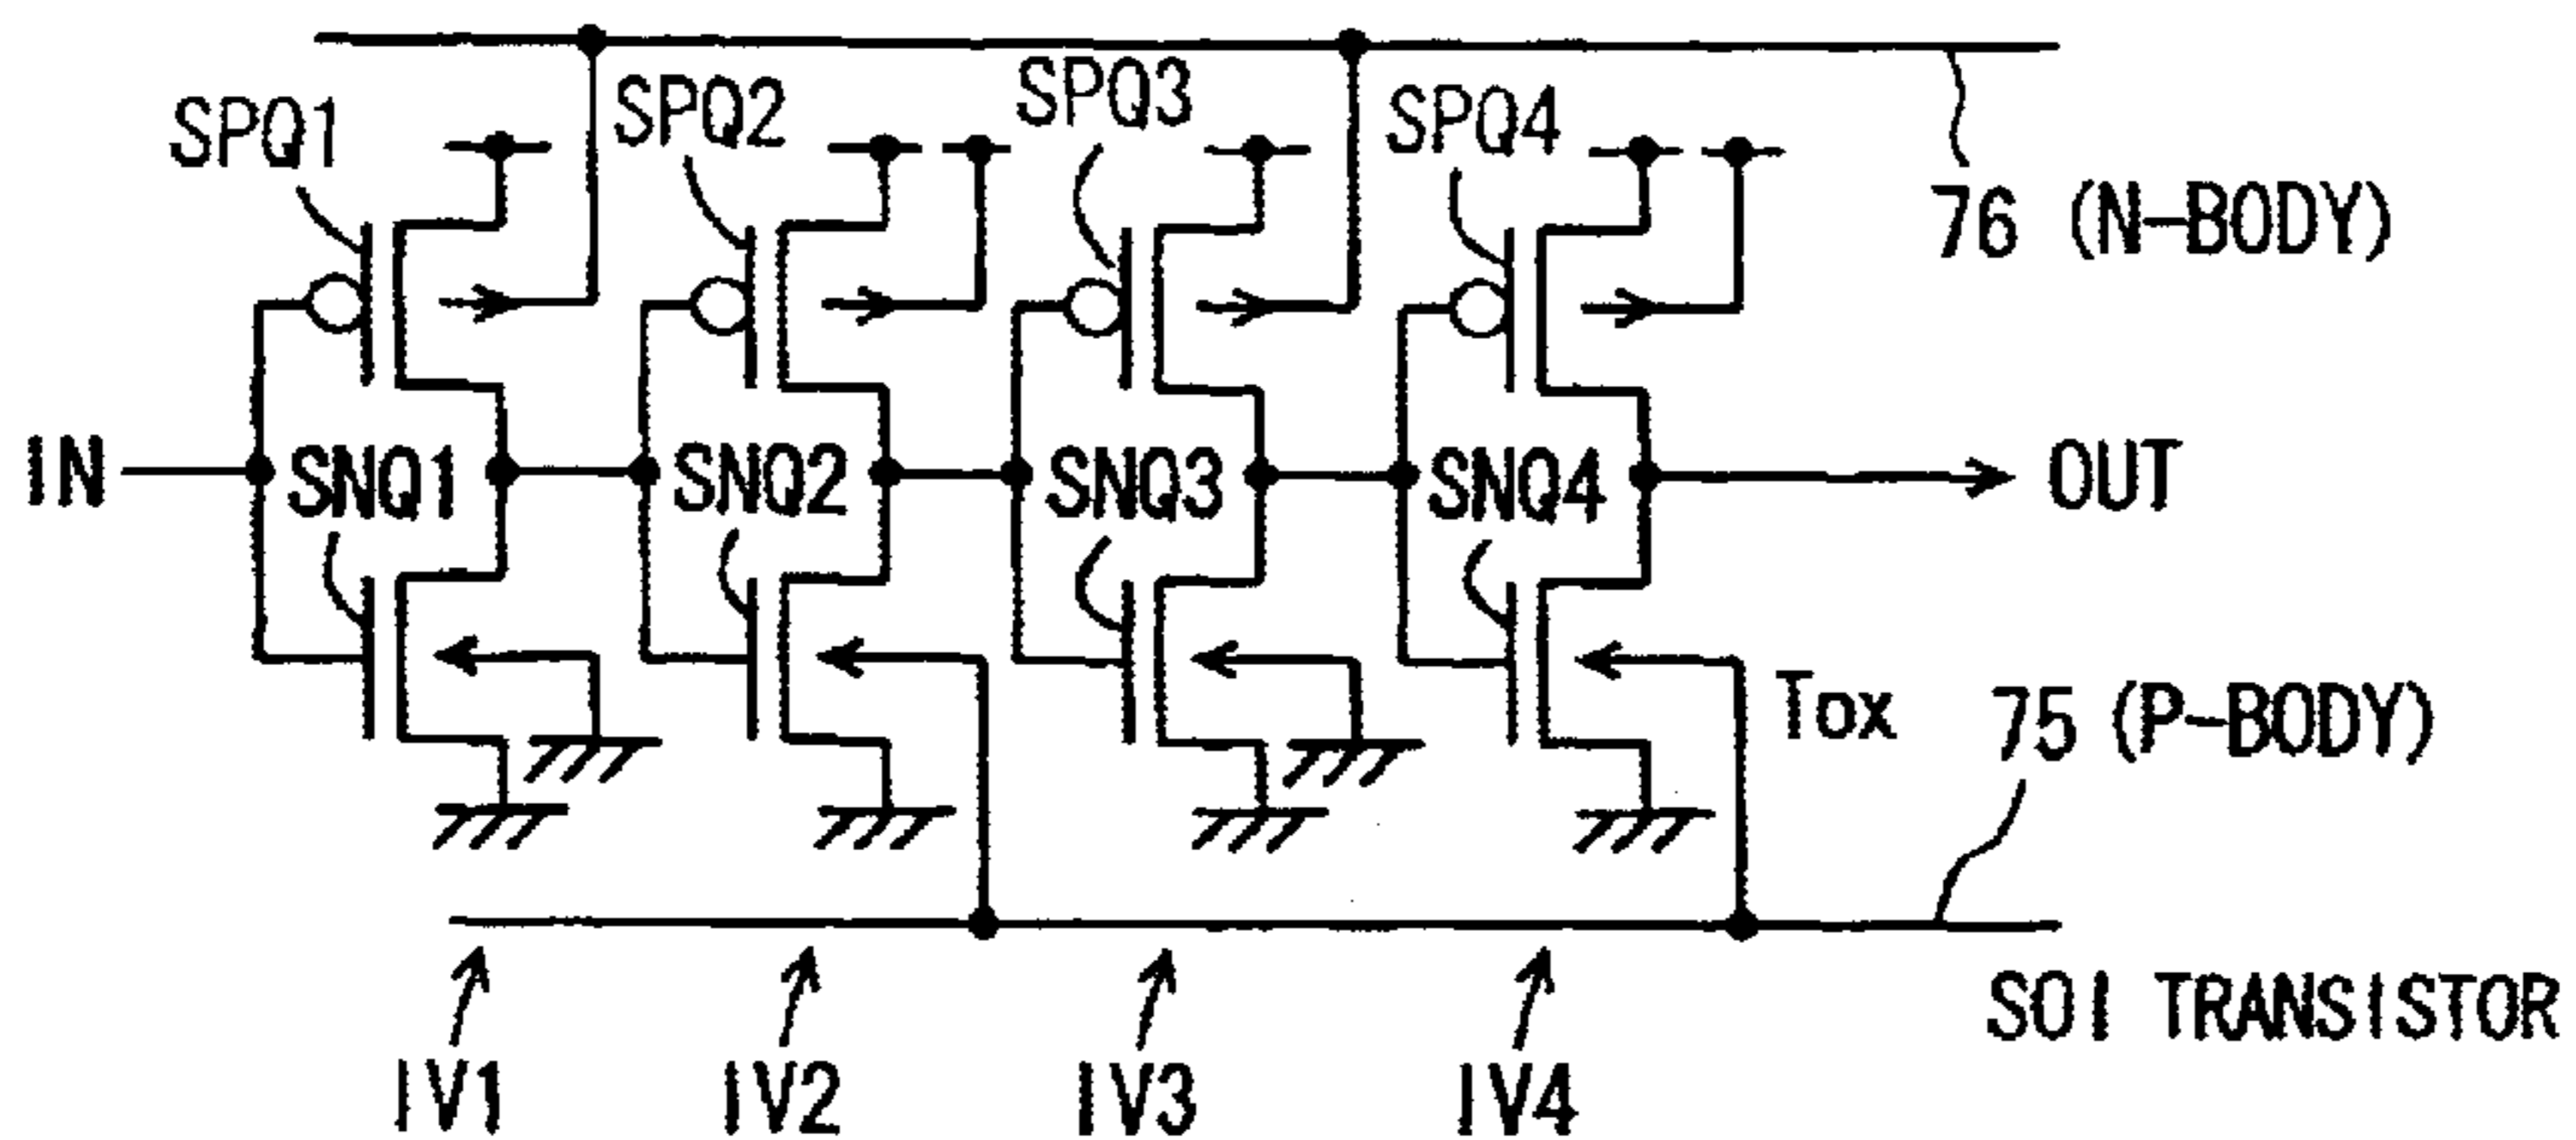 SPQ1
SPQ2
SPQ3
SPQ4
76 (N-BODY)
IN
SNQ1
SNQ2
SNQ3
SNQ4
OUT
Tox
75 (P-BODY)
SOI TRANSISTOR
IV1
IV2
IV3
IV4